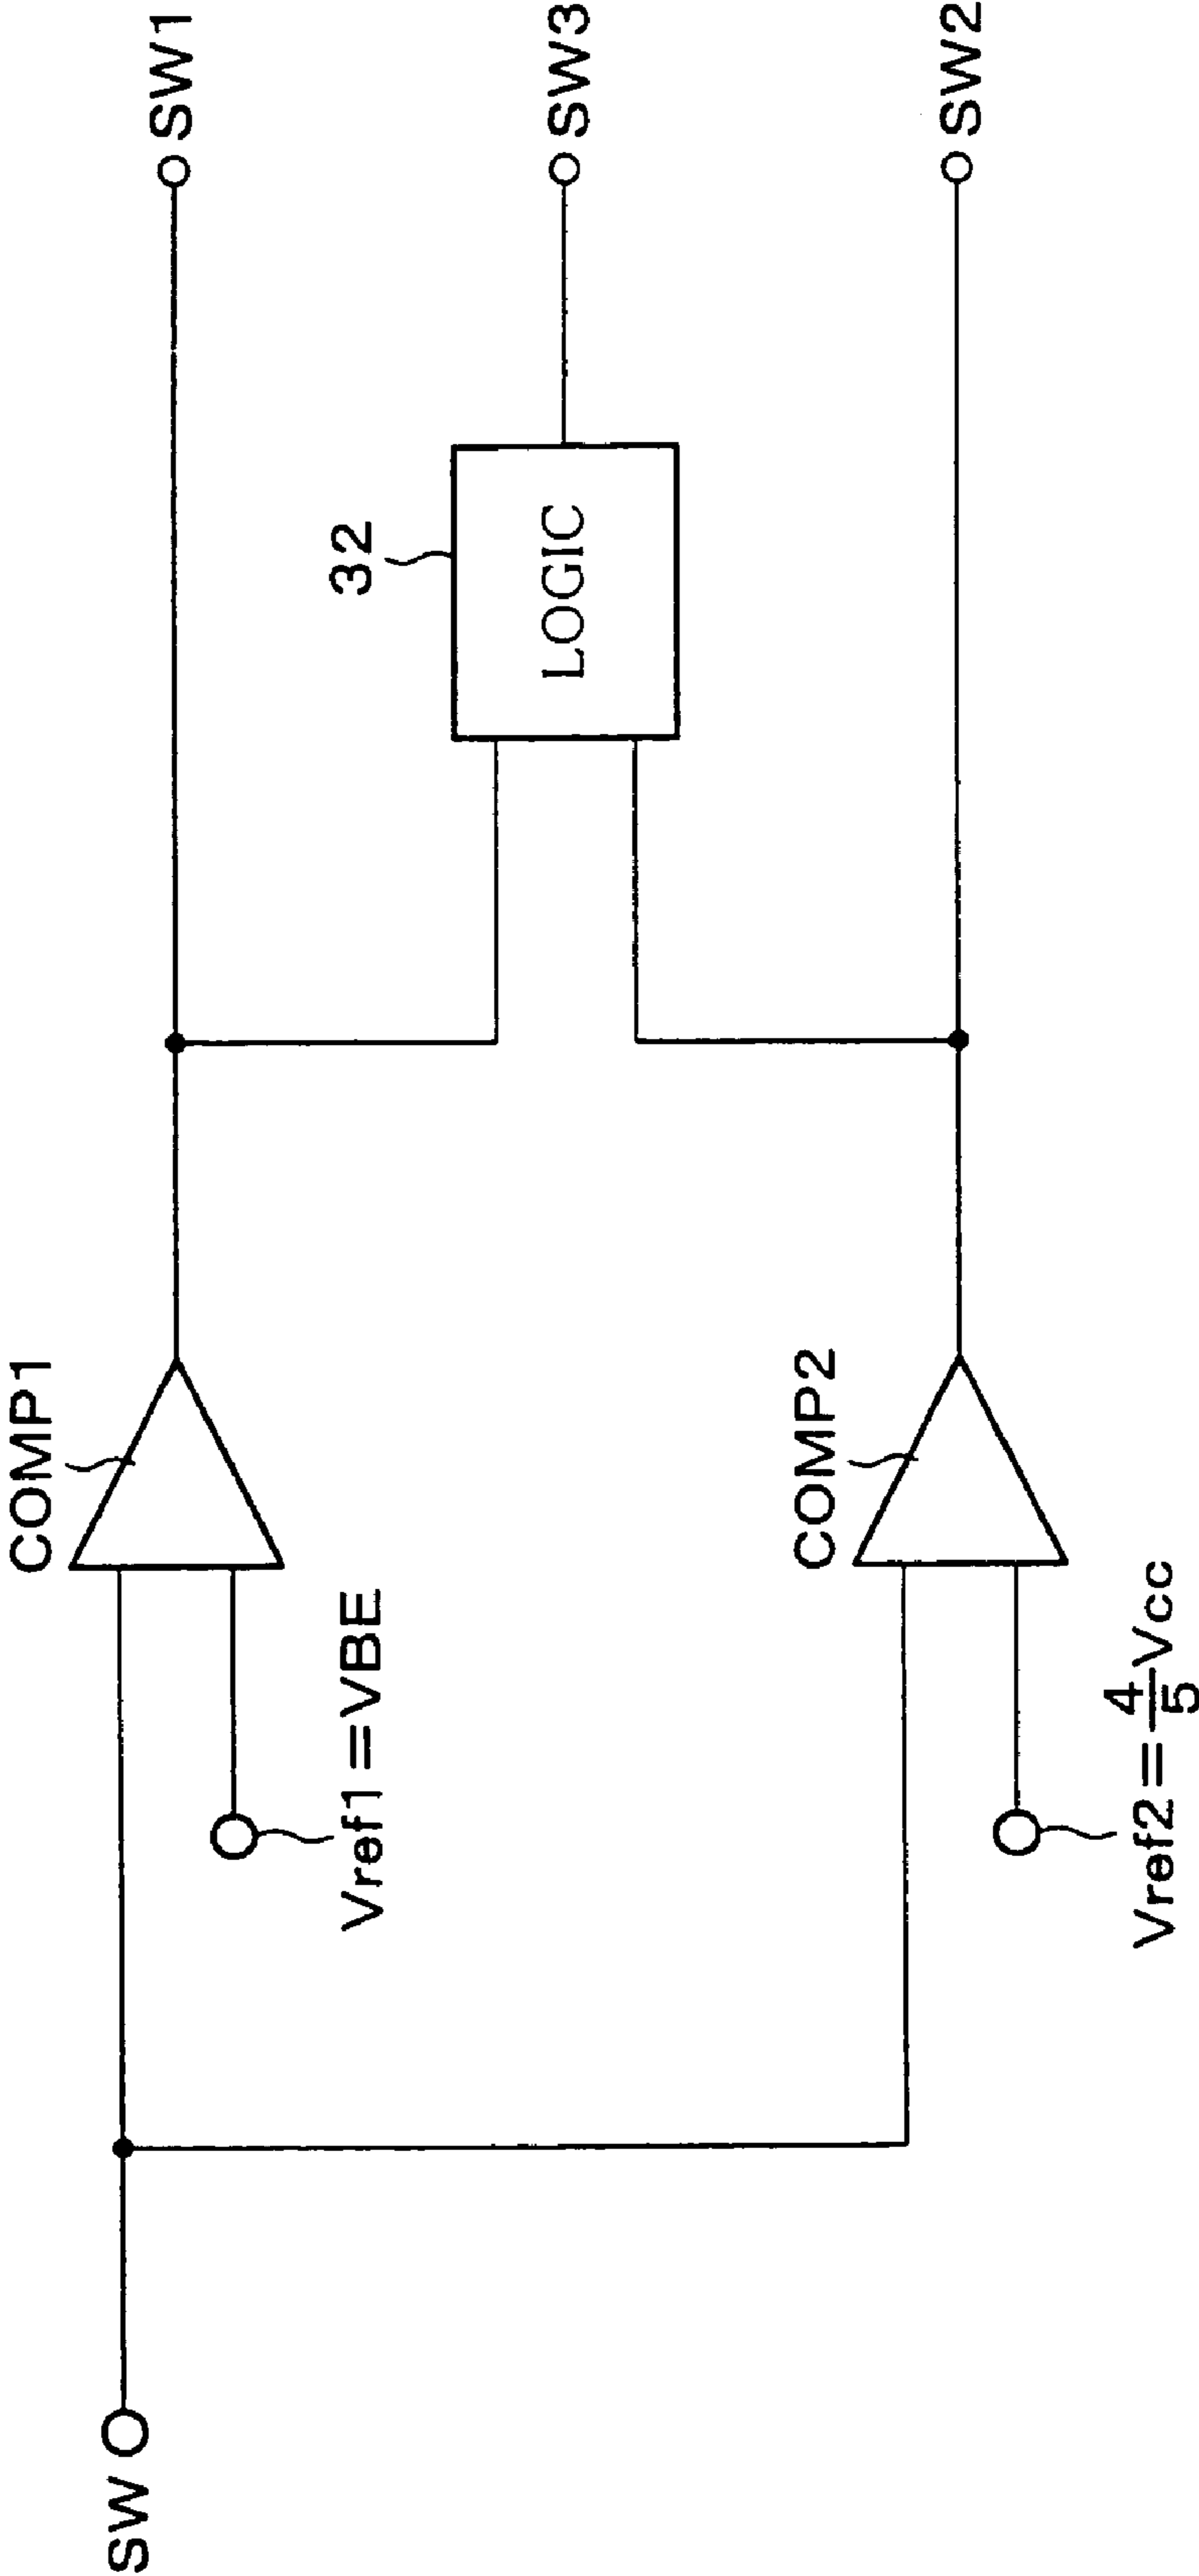 SW
COMP1
Vref1=VBE
SW1
32
LOGIC
SW3
COMP2
Vref2=4/5Vcc
SW2